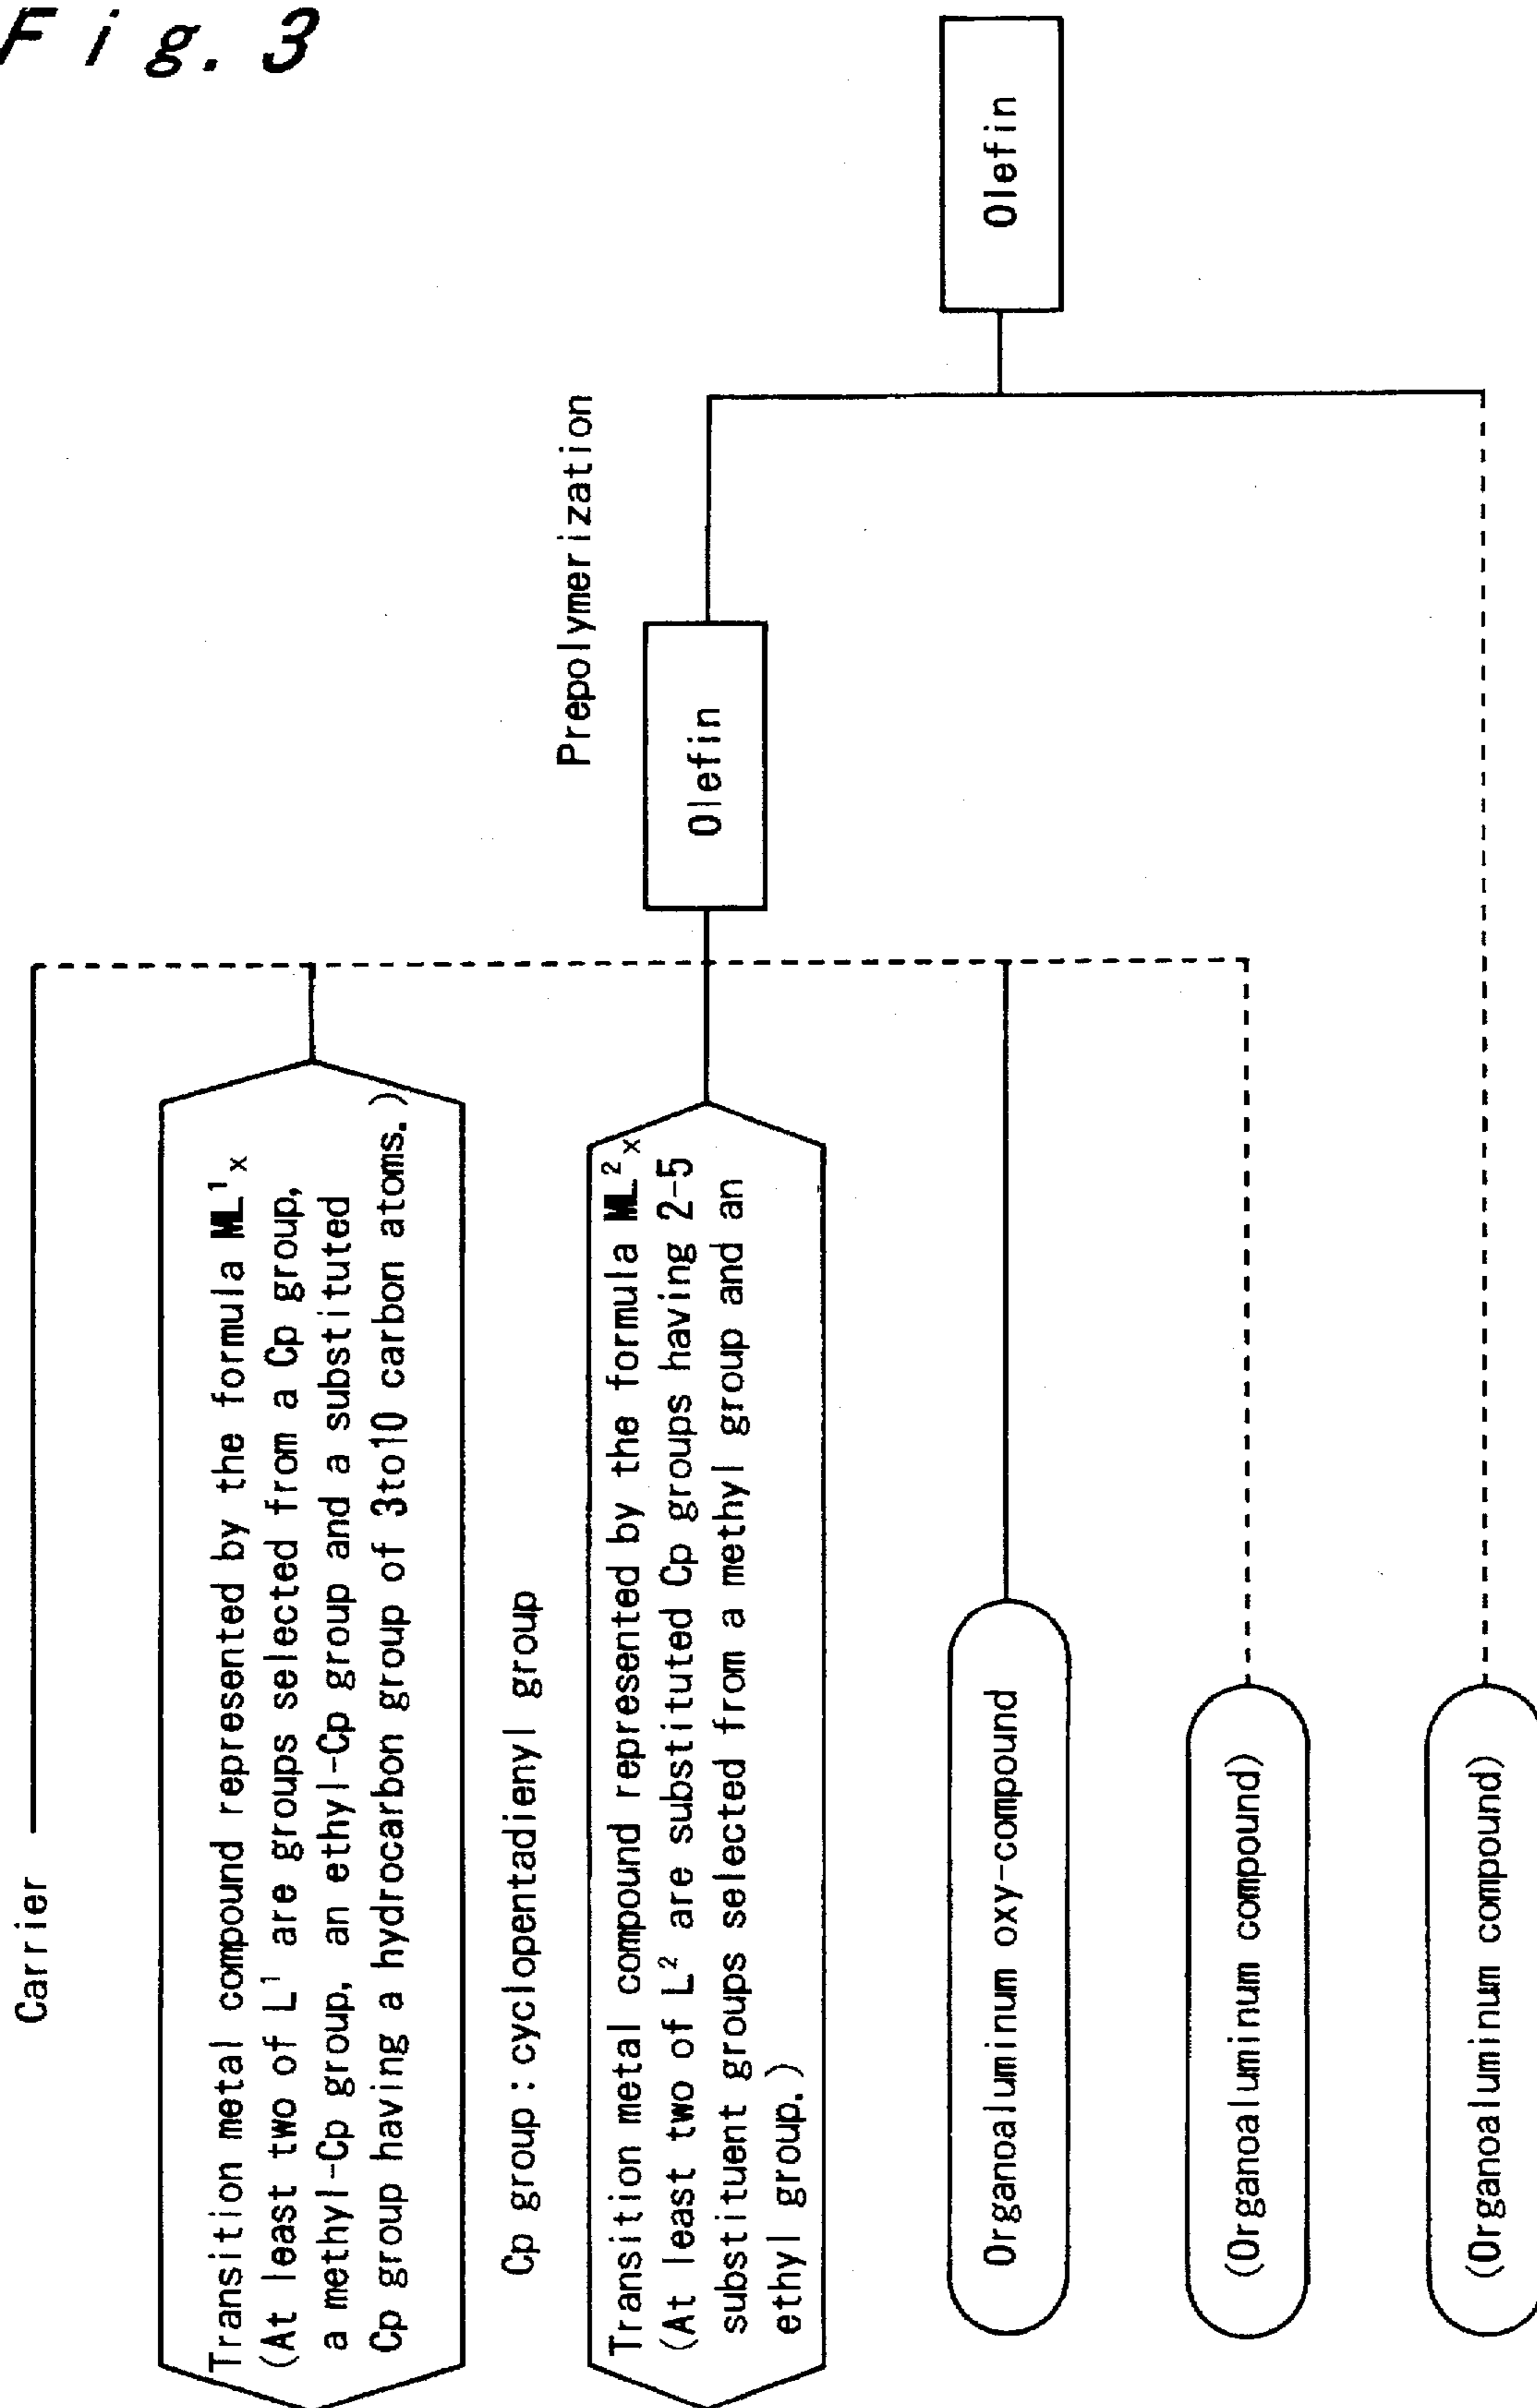 Fig. 3
Carrier
Transition metal compound represented by the formula ML¹ₓ
(At least two of L¹ are groups selected from a Cp group,
a methyl-Cp group, an ethyl-Cp group and a substituted
Cp group having a hydrocarbon group of 3to10 carbon atoms.)
Cp group : cyclopentadienyl group
Transition metal compound represented by the formula ML²ₓ
(At least two of L² are substituted Cp groups having 2-5
substituent groups selected from a methyl group and an
ethyl group.)
Prepolymerization
Olefin
Olefin
Organoaluminum oxy-compound
(Organoaluminum compound)
(Organoaluminum compound)